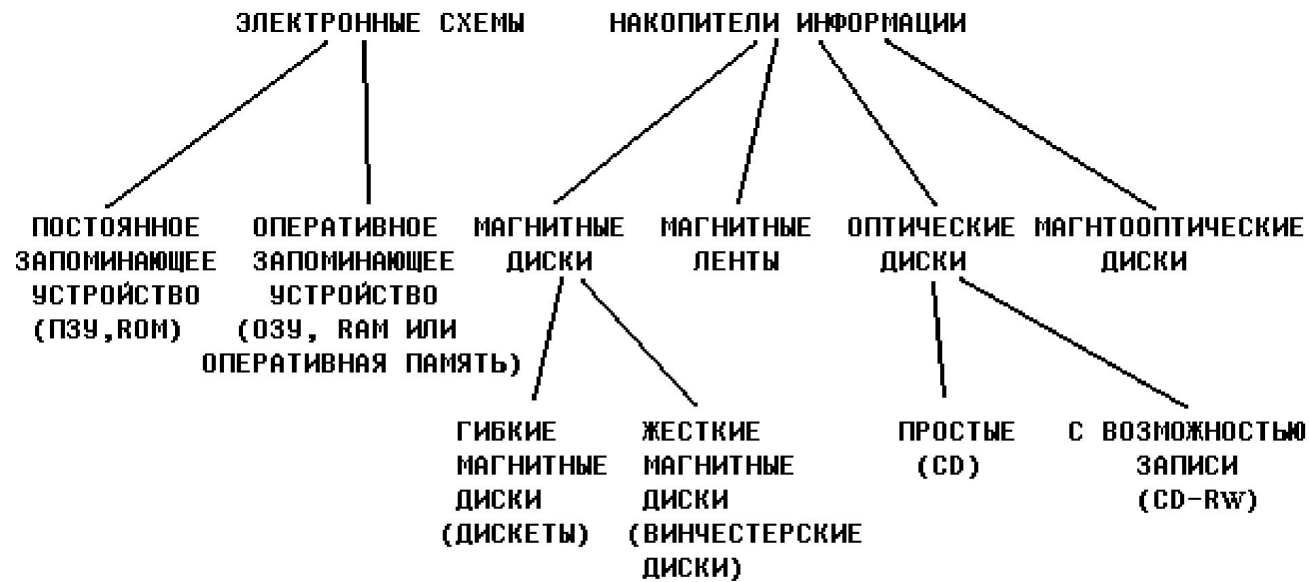 ЭЛЕКТРОННЫЕ СХЕМЫ
НАКОПИТЕЛИ ИНФОРМАЦИИ
ПОСТОЯННОЕ
ЗАПОМИНАЮЩЕЕ
УСТРОЙСТВО
(ПЗУ,ROM)
ОПЕРАТИВНОЕ
ЗАПОМИНАЮЩЕЕ
УСТРОЙСТВО
(ОЗУ, RAM ИЛИ
ОПЕРАТИВНАЯ ПАМЯТЬ)
МАГНИТНЫЕ
ДИСКИ
МАГНИТНЫЕ
ЛЕНТЫ
ОПТИЧЕСКИЕ
ДИСКИ
МАГНТООПТИЧЕСКИЕ
ДИСКИ
ГИБКИЕ
МАГНИТНЫЕ
ДИСКИ
(ДИСКЕТЫ)
ЖЕСТКИЕ
МАГНИТНЫЕ
ДИСКИ
(ВИНЧЕСТЕРСКИЕ
ДИСКИ)
ПРОСТЫЕ
(CD)
С ВОЗМОЖНОСТЬЮ
ЗАПИСИ
(CD-RW)